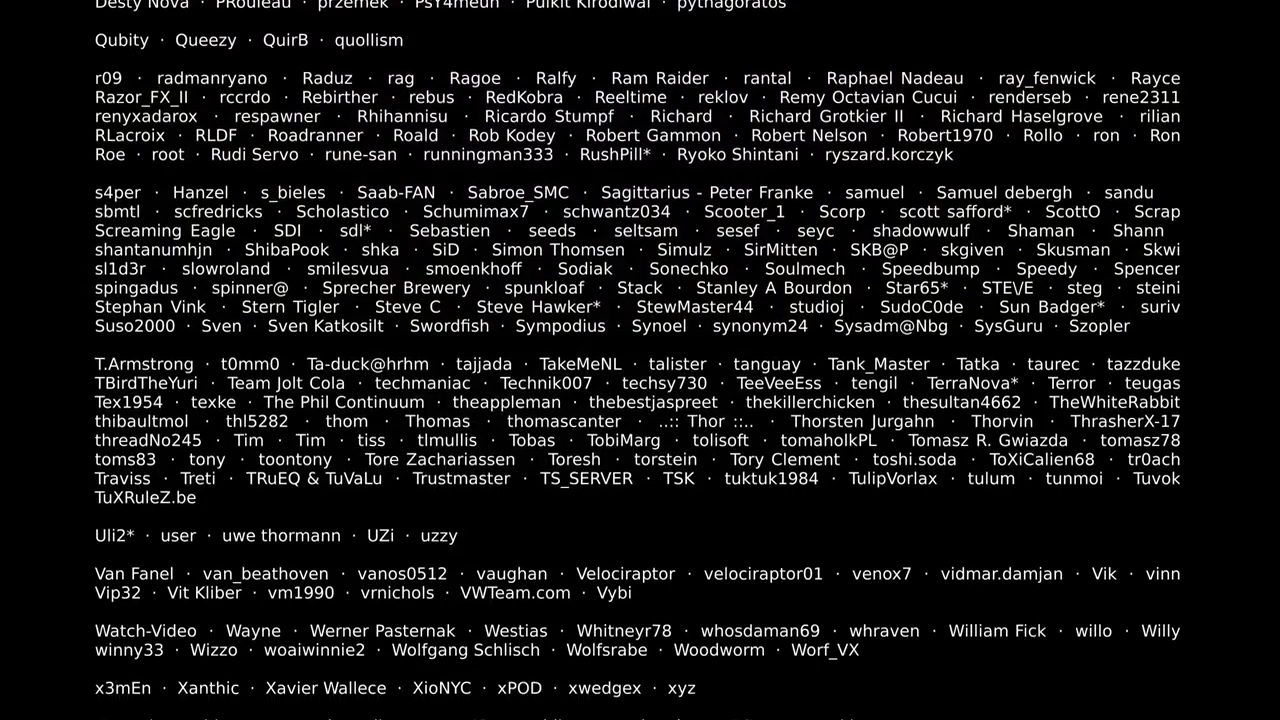 Desty Nova · PRouleau · przemek · PsY4meun · Pulkit Kirodiwal · pythagoratos
Qubity · Queezy · QuirB · quollism
r09 · radmanryano · Raduz · rag · Ragoe · Ralfy · Ram Raider · rantal · Raphael Nadeau · ray_fenwick · Rayce
Razor_FX_II · rccrdo · Rebirther · rebus · RedKobra · Reeltime · reklov · Remy Octavian Cucui · renderseb · rene2311
renyxadarox · respawner · Rhihannisu · Ricardo Stumpf · Richard · Richard Grotkier II · Richard Haselgrove · rilian
RLacroix · RLDF · Roadranner · Roald · Rob Kodey · Robert Gammon · Robert Nelson · Robert1970 · Rollo · ron · Ron
Roe · root · Rudi Servo · rune-san · runningman333 · RushPill* · Ryoko Shintani · ryszard.korczyk
s4per · Hanzel · s_bieles · Saab-FAN · Sabroe_SMC · Sagittarius - Peter Franke · samuel · Samuel debergh · sandu
sbmtl · scfredricks · Scholastico · Schumimax7 · schwantz034 · Scooter_1 · Scorp · scott safford* · ScottO · Scrap
Screaming Eagle · SDI · sdl* · Sebastien · seeds · seltsam · sesef · seyc · shadowwulf · Shaman · Shann
shantanumhjn · ShibaPook · shka · SiD · Simon Thomsen · Simulz · SirMitten · SKB@P · skgiven · Skusman · Skwi
sl1d3r · slowroland · smilesvua · smoenkhoff · Sodiak · Sonechko · Soulmech · Speedbump · Speedy · Spencer
spingadus · spinner@ · Sprecher Brewery · spunkloaf · Stack · Stanley A Bourdon · Star65* · STE\/E · steg · steini
Stephan Vink · Stern Tigler · Steve C · Steve Hawker* · StewMaster44 · studioj · SudoC0de · Sun Badger* · suriv
Suso2000 · Sven · Sven Katkosilt · Swordfish · Sympodius · Synoel · synonym24 · Sysadm@Nbg · SysGuru · Szopler
T.Armstrong · t0mm0 · Ta-duck@hrhm · tajjada · TakeMeNL · talister · tanguay · Tank_Master · Tatka · taurec · tazzduke
TBirdTheYuri · Team Jolt Cola · techmaniac · Technik007 · techsy730 · TeeVeeEss · tengil · TerraNova* · Terror · teugas
Tex1954 · texke · The Phil Continuum · theappleman · thebestjaspreet · thekillerchicken · thesultan4662 · TheWhiteRabbit
thibaultmol · thl5282 · thom · Thomas · thomascanter · ..:: Thor ::.. · Thorsten Jurgahn · Thorvin · ThrasherX-17
threadNo245 · Tim · Tim · tiss · tlmullis · Tobas · TobiMarg · tolisoft · tomaholkPL · Tomasz R. Gwiazda · tomasz78
toms83 · tony · toontony · Tore Zachariassen · Toresh · torstein · Tory Clement · toshi.soda · ToXiCalien68 · tr0ach
Traviss · Treti · TRuEQ & TuVaLu · Trustmaster · TS_SERVER · TSK · tuktuk1984 · TulipVorlax · tulum · tunmoi · Tuvok
TuXRuleZ.be
Uli2* · user · uwe thormann · UZi · uzzy
Van Fanel · van_beathoven · vanos0512 · vaughan · Velociraptor · velociraptor01 · venox7 · vidmar.damjan · Vik · vinn
Vip32 · Vit Kliber · vm1990 · vrnichols · VWTeam.com · Vybi
Watch-Video · Wayne · Werner Pasternak · Westias · Whitneyr78 · whosdaman69 · whraven · William Fick · willo · Willy
winny33 · Wizzo · woaiwinnie2 · Wolfgang Schlisch · Wolfsrabe · Woodworm · Worf_VX
x3mEn · Xanthic · Xavier Wallece · XioNYC · xPOD · xwedgex · xyz